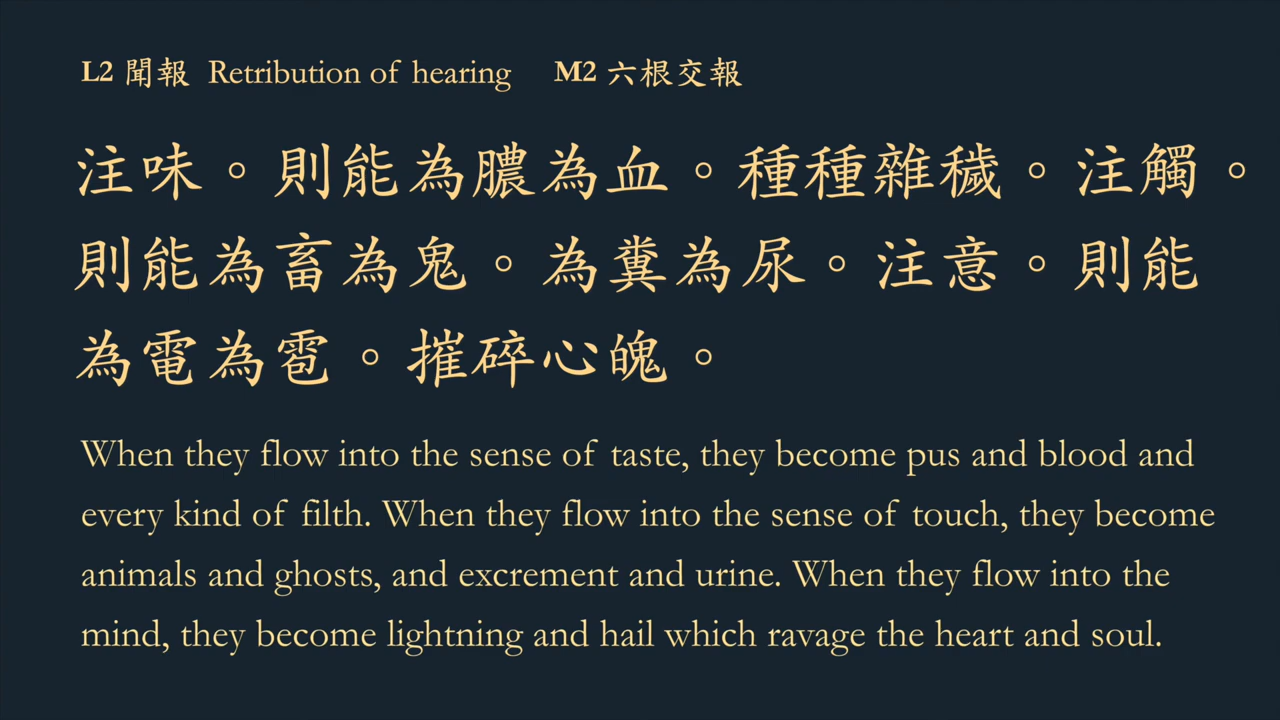 L2 聞報 Retribution of hearing M2 六根交報
注味。則能為膿為血。種種雜穢。注觸。
則能為畜為鬼。為糞為尿。注意。則能
為電為雹。摧碎心魄。
When they flow into the sense of taste, they become pus and blood and
every kind of filth. When they flow into the sense of touch, they become
animals and ghosts, and excrement and urine. When they flow into the
mind, they become lightning and hail which ravage the heart and soul.